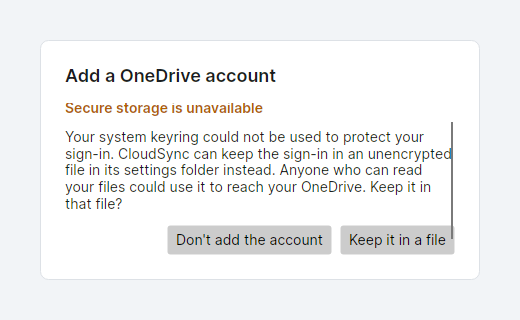 Add a OneDrive account
Secure storage is unavailable
Your system keyring could not be used to protect your
sign-in. CloudSync can keep the sign-in in an unencrypted
file in its settings folder instead. Anyone who can read
your files could use it to reach your OneDrive. Keep it in
that file?
Don't add the account
Keep it in a file